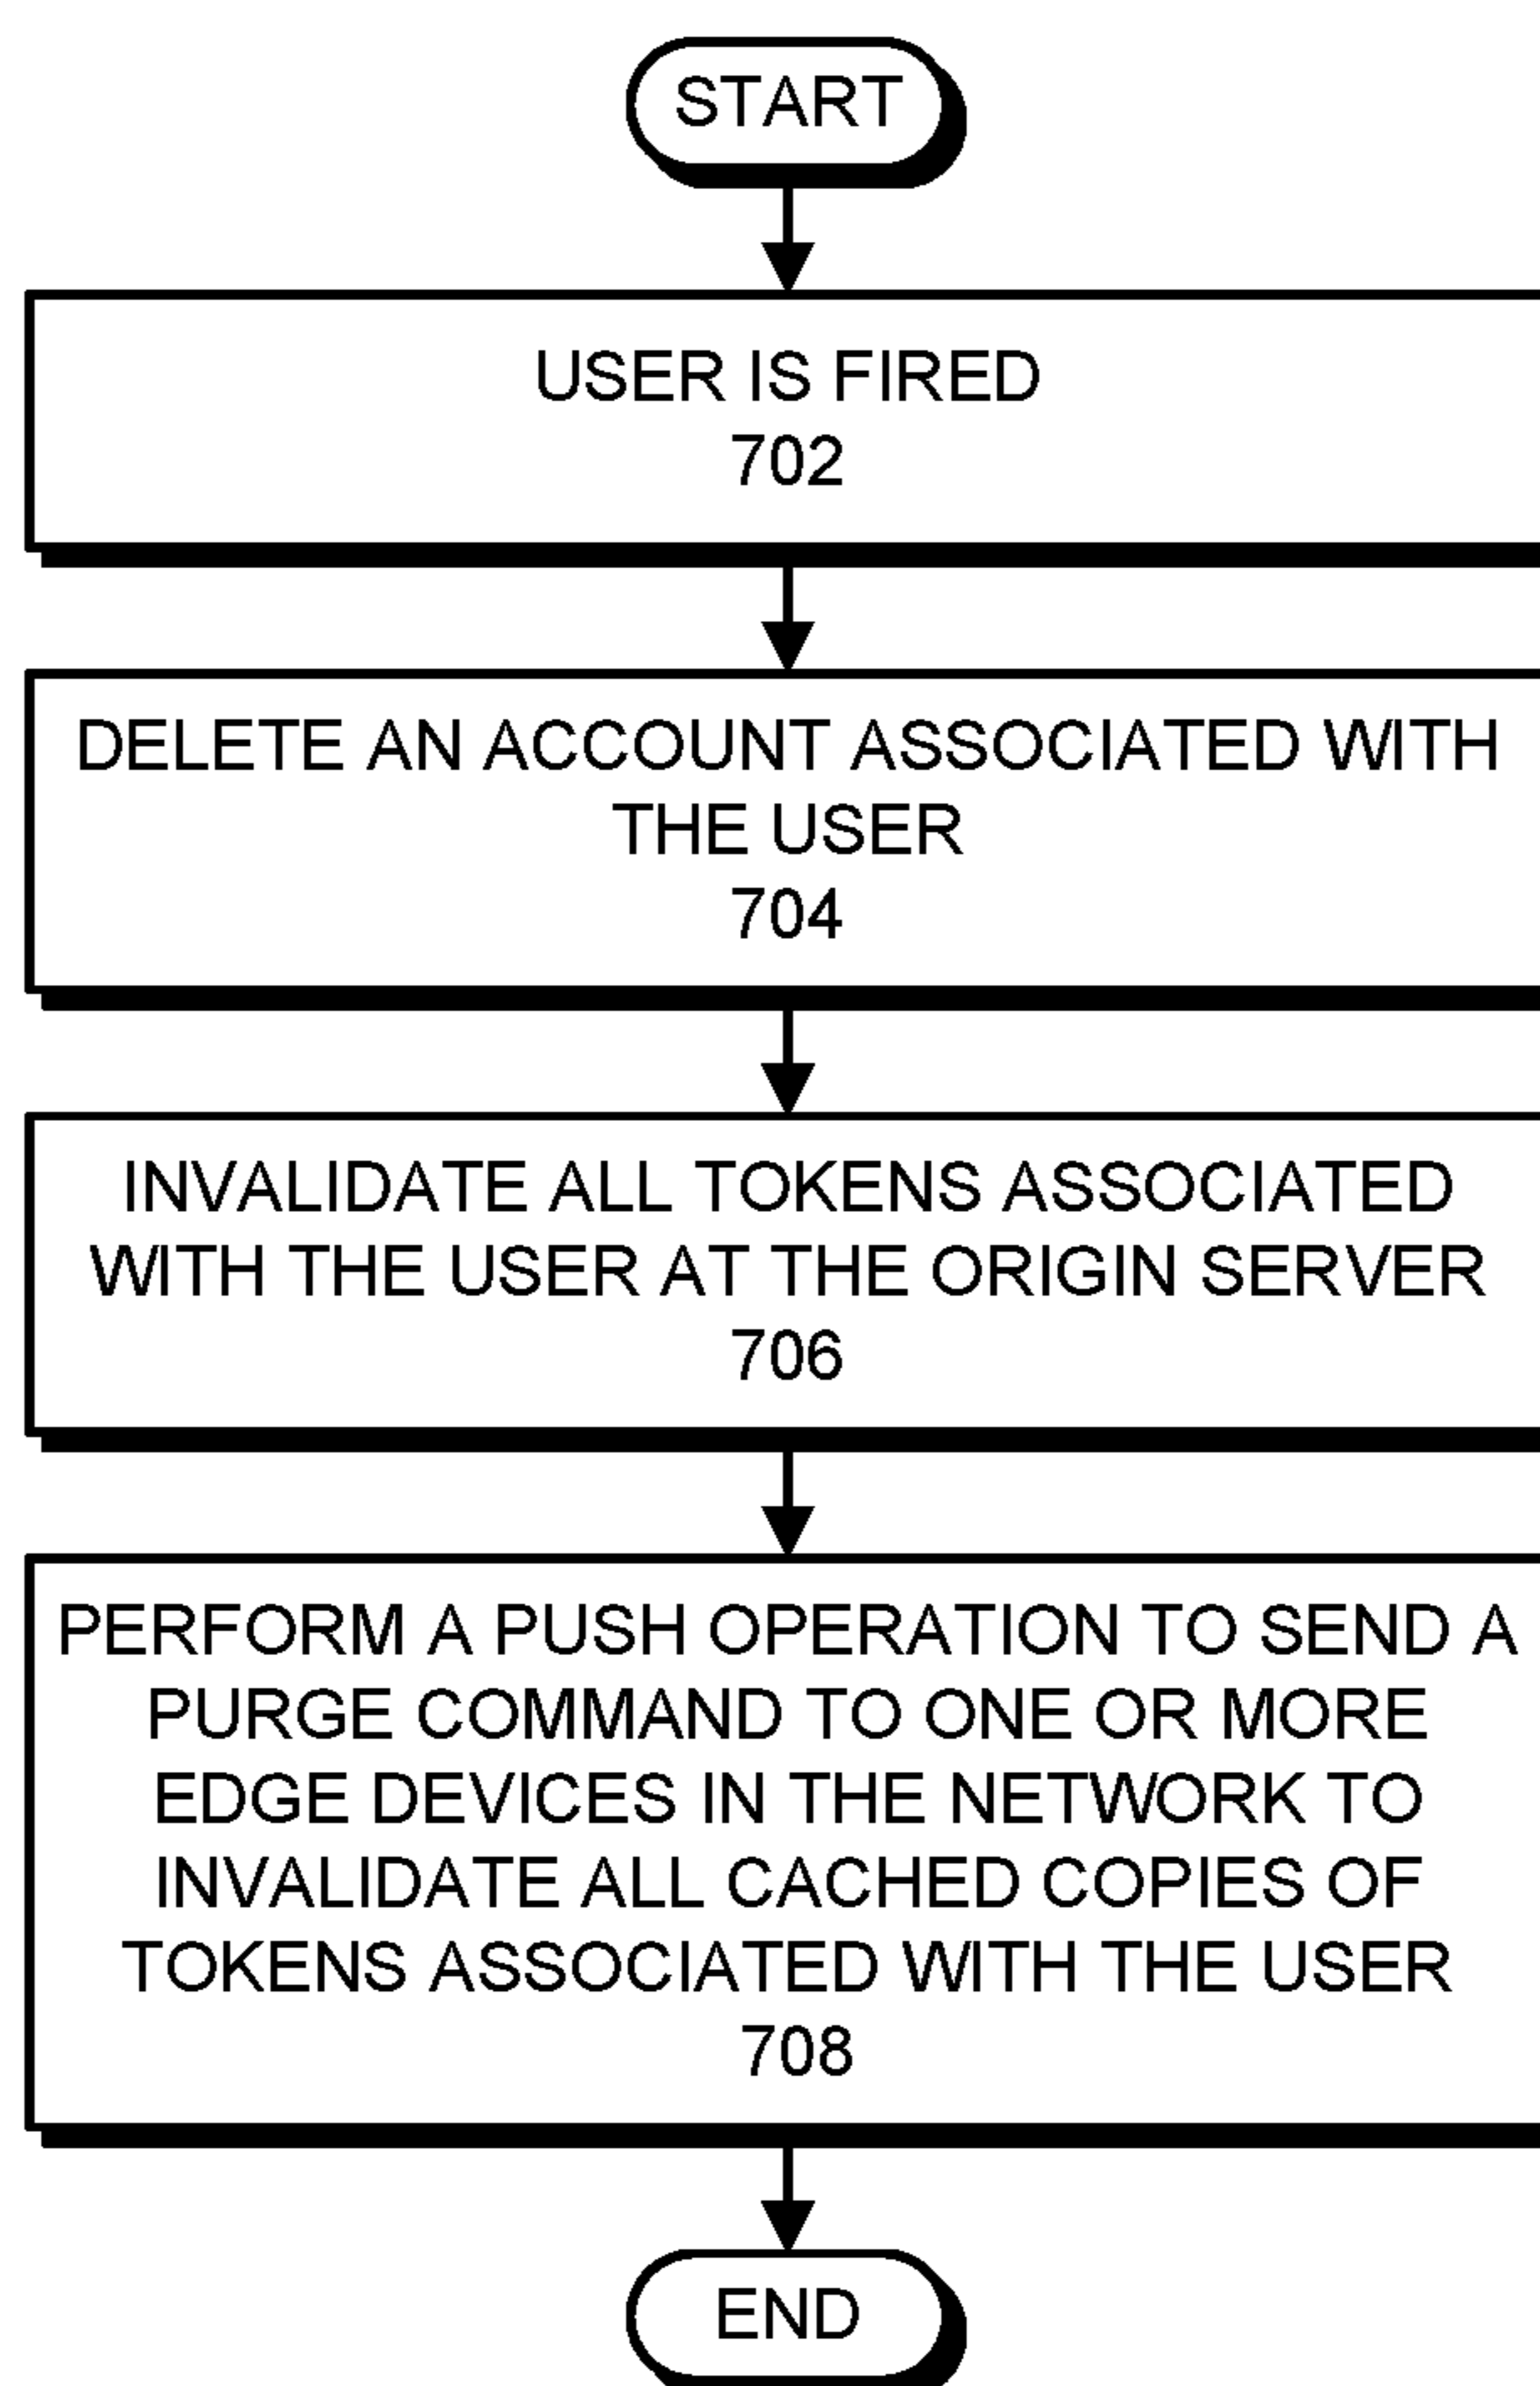 START
USER IS FIRED
702
DELETE AN ACCOUNT ASSOCIATED WITH
THE USER
704
INVALIDATE ALL TOKENS ASSOCIATED
WITH THE USER AT THE ORIGIN SERVER
706
PERFORM A PUSH OPERATION TO SEND A
PURGE COMMAND TO ONE OR MORE
EDGE DEVICES IN THE NETWORK TO
INVALIDATE ALL CACHED COPIES OF
TOKENS ASSOCIATED WITH THE USER
708
END